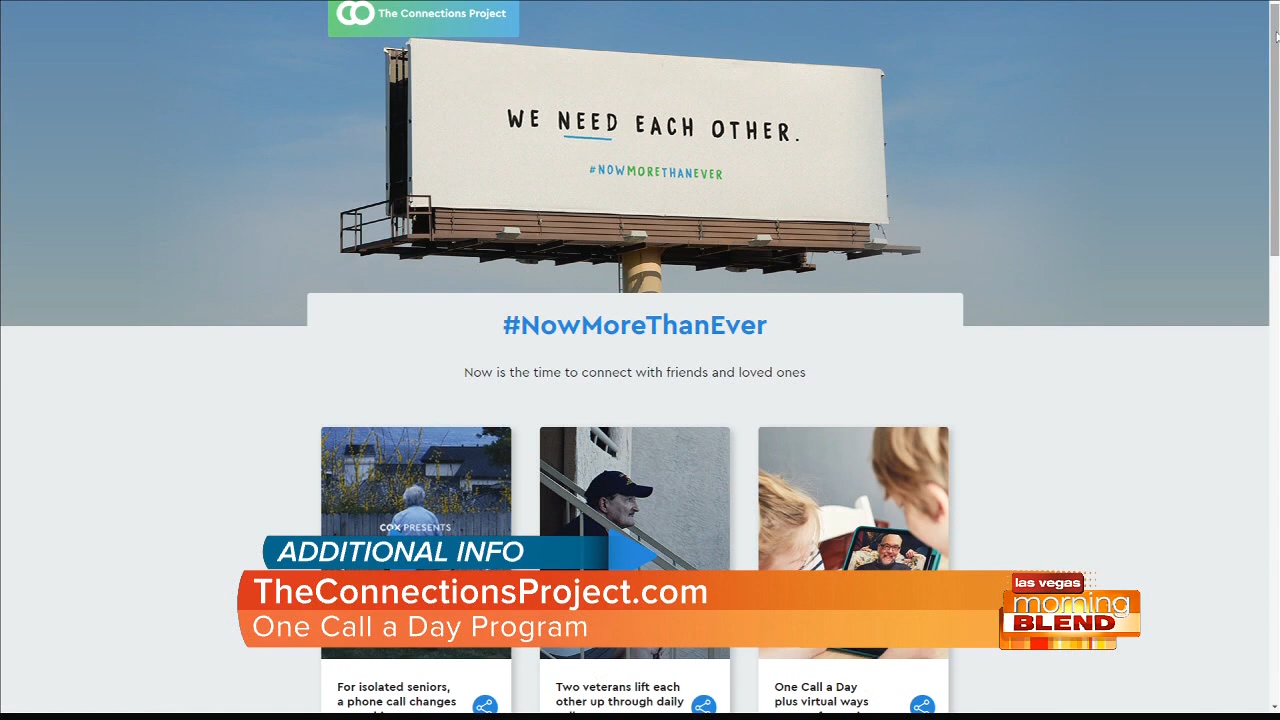 The Connections Project
WE NEED EACH OTHER.
#NOWMORETHANEVER
#NowMoreThanEver
Now is the time to connect with friends and loved ones
COX PRESENTS
ADDITIONAL INFO
TheConnectionsProject.com
One Call a Day Program
las vegas
morning
BLEND
For isolated seniors,
a phone call changes
Two veterans lift each
other up through daily
One Call a Day
plus virtual ways